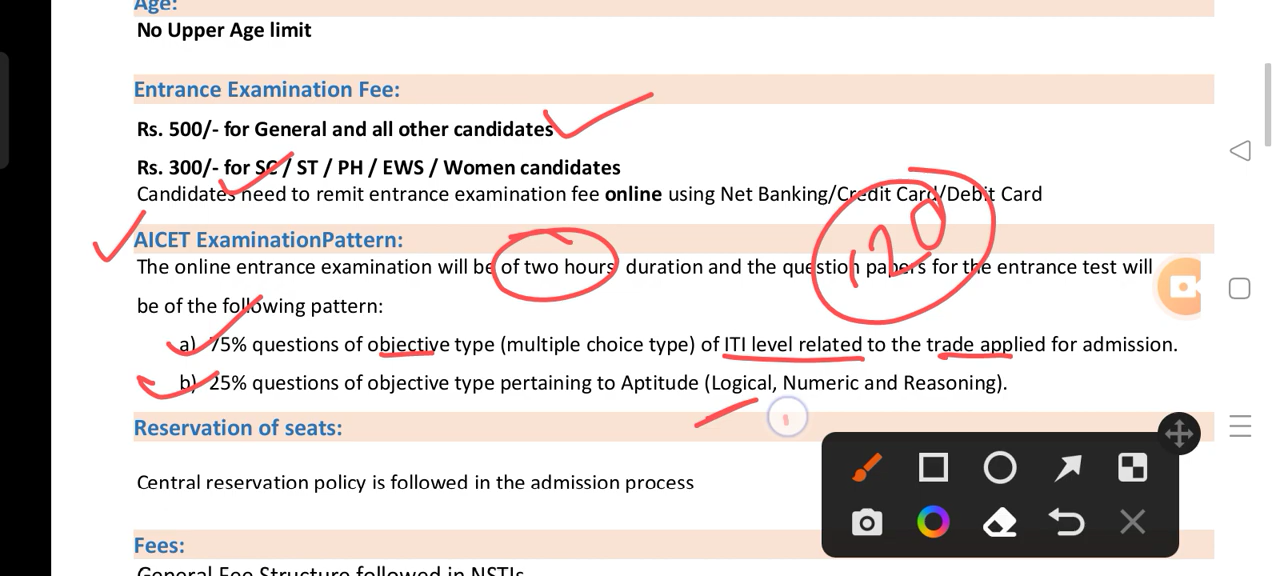 Age:
No Upper Age limit
Entrance Examination Fee:
Rs. 500/- for General and all other candidates
Rs. 300/- for SC / ST / PH / EWS / Women candidates
Candidates need to remit entrance examination fee online using Net Banking/Credit Card/Debit Card
AICET ExaminationPattern:
The online entrance examination will be of two hours duration and the question papers for the entrance test will
120
be of the following pattern:
a) 75% questions of objective type (multiple choice type) of ITI level related to the trade applied for admission.
b) 25% questions of objective type pertaining to Aptitude (Logical, Numeric and Reasoning).
Reservation of seats:
Central reservation policy is followed in the admission process
Fees:
General Fee Structure followed in NSTIs